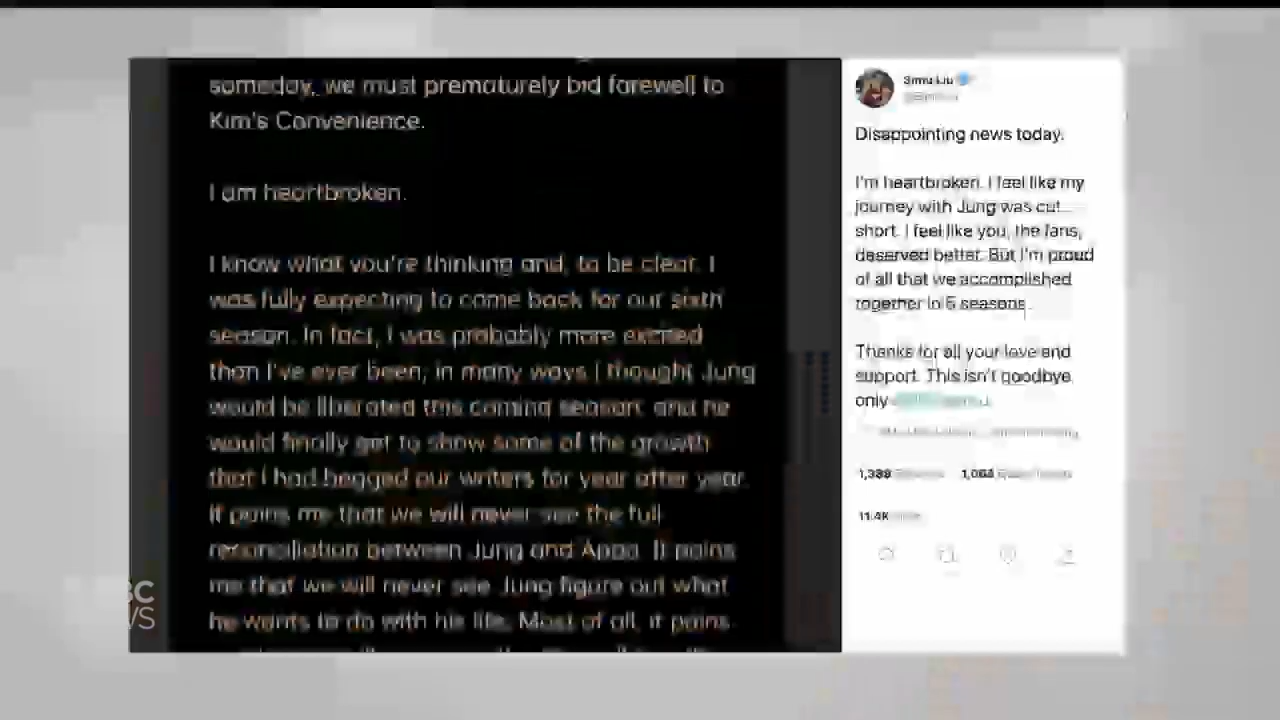 someday, we must prematurely bid farewell to
Kim's Convenience.
I am heartbroken.
I know what you're thinking and, to be clear, I
was fully expecting to come back for our sixth
season. In fact, I was probably more excited
than I've ever been; in many ways I thought Jung
would be liberated this coming season, and he
would finally get to show some of the growth
that I had begged our writers for year after year.
It pains me that we will never see the full
reconciliation between Jung and Appa. It pains
me that we will never see Jung figure out what
he wants to do with his life. Most of all, it pains
Simu Liu
Disappointing news today.
I'm heartbroken. I feel like my
journey with Jung was cut...
short. I feel like you, the fans,
deserved better. But I'm proud
of all that we accomplished
together in 5 seasons.
Thanks for all your love and
support. This isn't goodbye
only
1,388
11.4K
BC